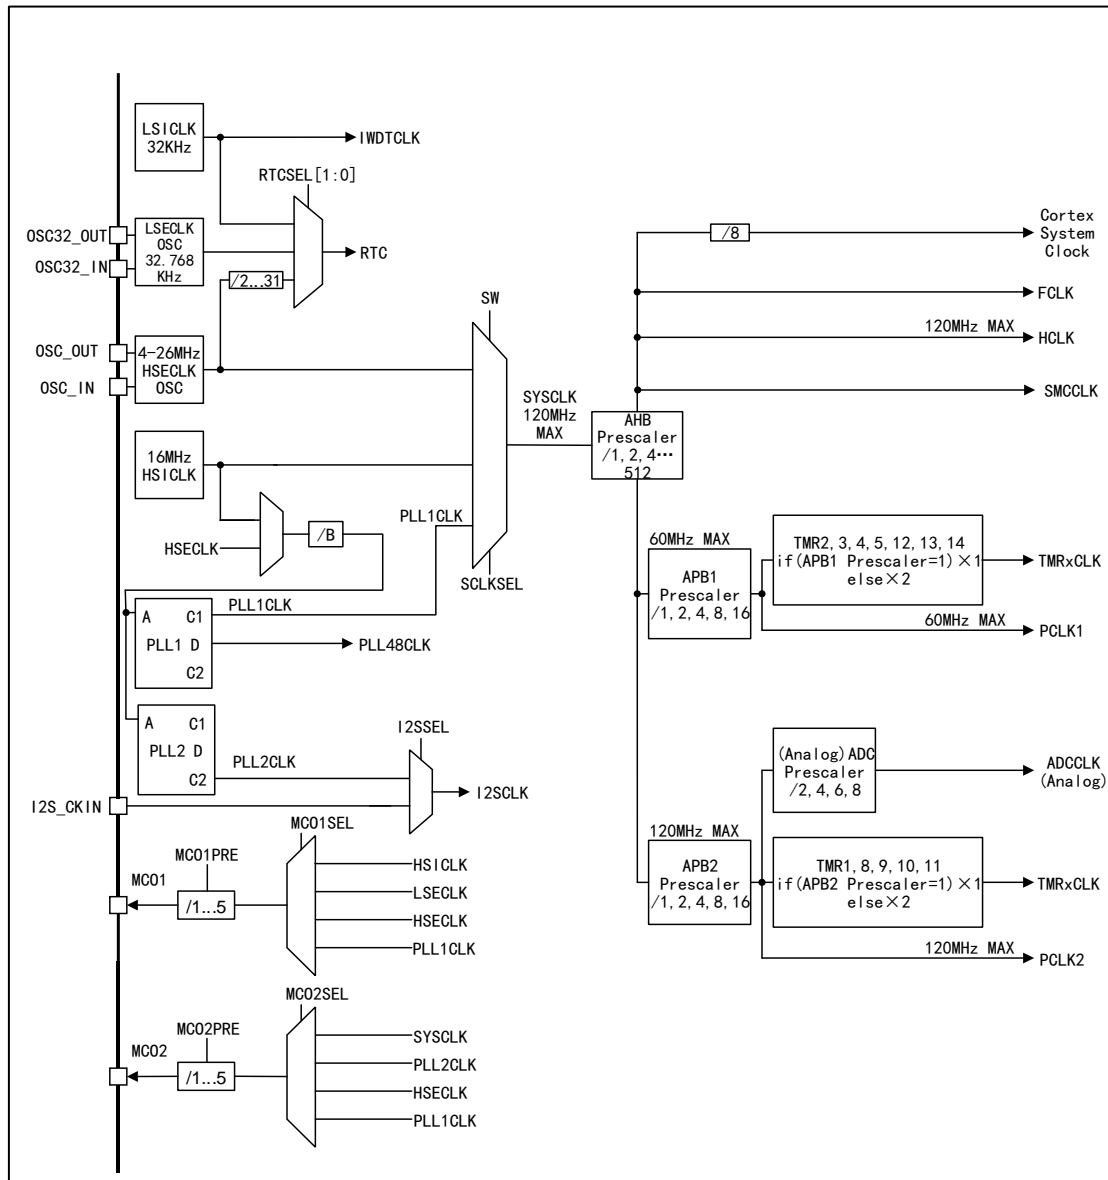 LSICLK
32KHz
IWDTCLK
RTCSEL[1:0]
OSC32_OUT
OSC32_IN
LSECLK
OSC
32.768
KHz
RTC
/2...31
OSC_OUT
OSC_IN
4-26MHz
HSECLK
OSC
16MHz
HSICLK
HSECLK
/B
PLL1CLK
SW
SCLKSEL
SYSCLK
120MHz
MAX
AHB
Prescaler
/1, 2, 4…
512
/8
Cortex
System
Clock
FCLK
120MHz MAX
HCLK
SMCCLK
60MHz MAX
APB1
Prescaler
/1, 2, 4, 8, 16
TMR2, 3, 4, 5, 12, 13, 14
if(APB1 Prescaler=1)×1
else×2
TMRxCLK
60MHz MAX
PCLK1
A C1
PLL1 D
C2
PLL1CLK
PLL48CLK
A C1
PLL2 D
C2
PLL2CLK
I2SSEL
I2SCLK
I2S_CKIN
(Analog)ADC
Prescaler
/2, 4, 6, 8
ADCCLK
(Analog)
120MHz MAX
APB2
Prescaler
/1, 2, 4, 8, 16
TMR1, 8, 9, 10, 11
if(APB2 Prescaler=1)×1
else×2
TMRxCLK
120MHz MAX
PCLK2
MCO1SEL
MCO1PRE
MCO1
/1...5
HSICLK
LSECLK
HSECLK
PLL1CLK
MCO2SEL
MCO2PRE
MCO2
/1...5
SYSCLK
PLL2CLK
HSECLK
PLL1CLK